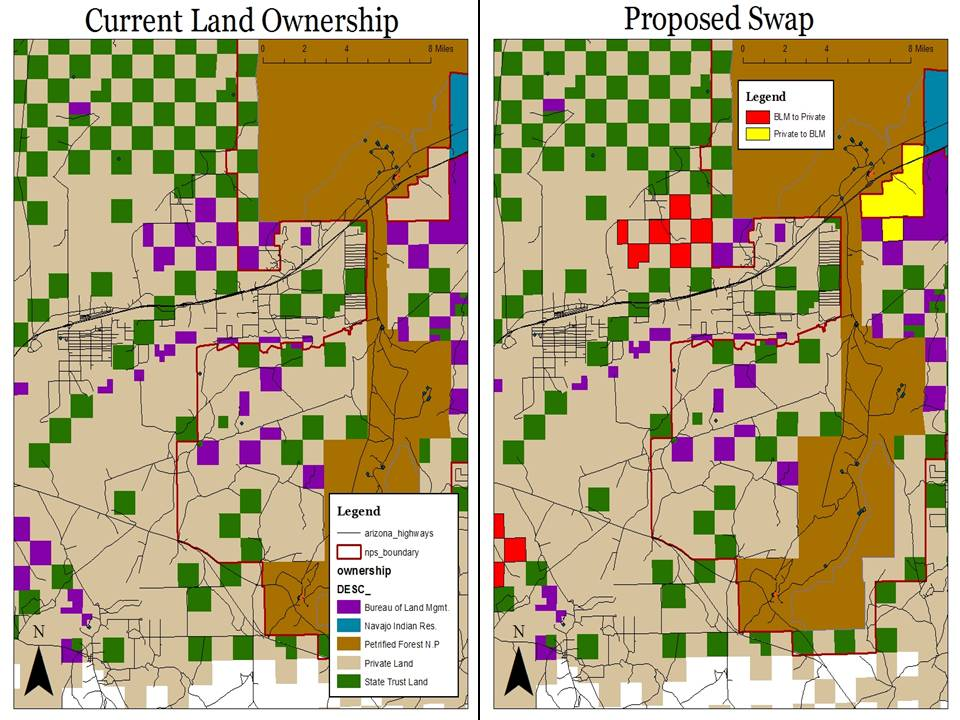 Current Land Ownership
0 2 4 8 Miles
Legend
arizona_highways
nps_boundary
ownership
DESC_
Bureau of Land Mgmt.
Navajo Indian Res.
Petrified Forest N.P
Private Land
State Trust Land
N
Proposed Swap
0 2 4 8 Miles
Legend
BLM to Private
Private to BLM
N